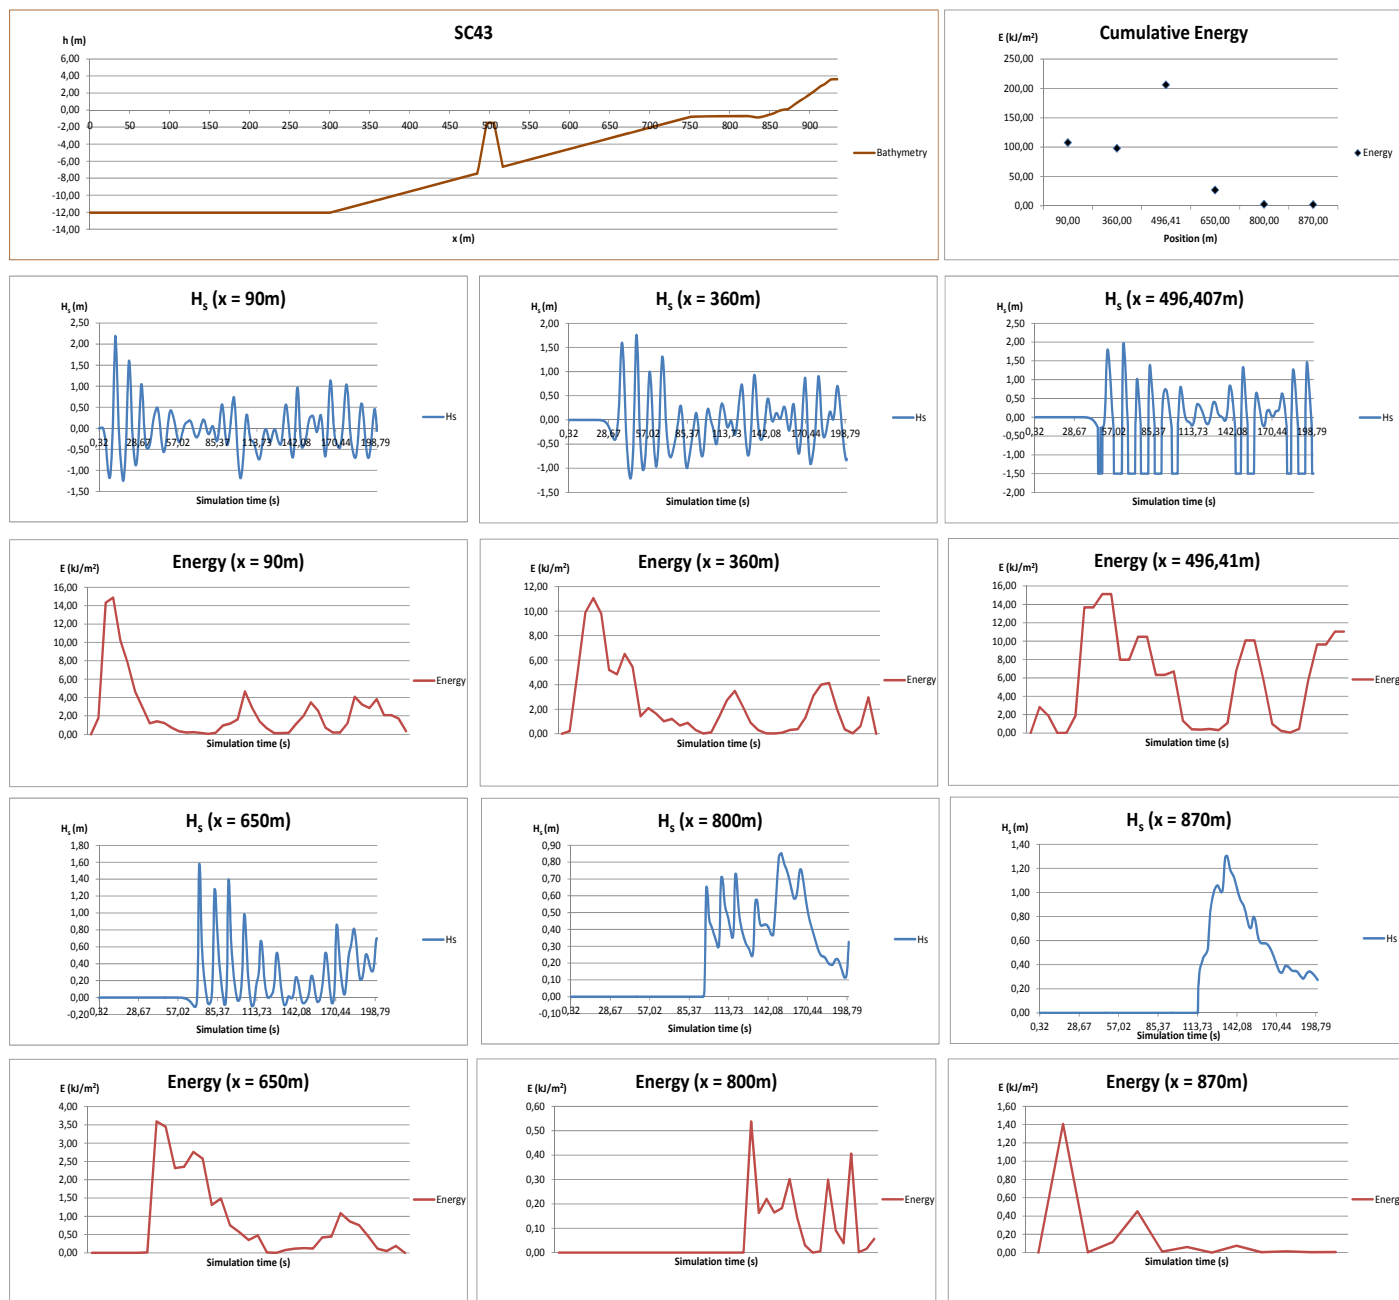 SC43
h (m)
6,00
4,00
2,00
0,00
-2,00
-4,00
-6,00
-8,00
-10,00
-12,00
-14,00
0 50 100 150 200 250 300 350 400 450 500 550 600 650 700 750 800 850 900
x (m)
Bathymetry
Cumulative Energy
E (kJ/m²)
250,00
200,00
150,00
100,00
50,00
0,00
90,00 360,00 496,41 650,00 800,00 870,00
Position (m)
Energy
Hs (x = 90m)
Hs (m)
2,50
2,00
1,50
1,00
0,50
0,00
-0,50
-1,00
-1,50
0,32 28,67 57,02 85,37 113,73 142,08 170,44 198,79
Simulation time (s)
Hs
Hs (x = 360m)
Hs (m)
2,00
1,50
1,00
0,50
0,00
-0,50
-1,00
-1,50
0,32 28,67 57,02 85,37 113,73 142,08 170,44 198,79
Simulation time (s)
Hs
Hs (x = 496,407m)
Hs (m)
2,50
2,00
1,50
1,00
0,50
0,00
-0,50
-1,00
-1,50
-2,00
0,32 28,67 57,02 85,37 113,73 142,08 170,44 198,79
Simulation time (s)
Hs
Energy (x = 90m)
E (kJ/m²)
16,00
14,00
12,00
10,00
8,00
6,00
4,00
2,00
0,00
Simulation time (s)
Energy
Energy (x = 360m)
E (kJ/m²)
12,00
10,00
8,00
6,00
4,00
2,00
0,00
Simulation time (s)
Energy
Energy (x = 496,41m)
E (kJ/m²)
16,00
14,00
12,00
10,00
8,00
6,00
4,00
2,00
0,00
Simulation time (s)
Energy
Hs (x = 650m)
Hs (m)
1,80
1,60
1,40
1,20
1,00
0,80
0,60
0,40
0,20
0,00
-0,20
0,32 28,67 57,02 85,37 113,73 142,08 170,44 198,79
Simulation time (s)
Hs
Hs (x = 800m)
Hs (m)
0,90
0,80
0,70
0,60
0,50
0,40
0,30
0,20
0,10
0,00
-0,10
0,32 28,67 57,02 85,37 113,73 142,08 170,44 198,79
Simulation time (s)
Hs
Hs (x = 870m)
Hs (m)
1,40
1,20
1,00
0,80
0,60
0,40
0,20
0,00
0,32 28,67 57,02 85,37 113,73 142,08 170,44 198,79
Simulation time (s)
Hs
Energy (x = 650m)
E (kJ/m²)
4,00
3,50
3,00
2,50
2,00
1,50
1,00
0,50
0,00
Simulation time (s)
Energy
Energy (x = 800m)
E (kJ/m²)
0,60
0,50
0,40
0,30
0,20
0,10
0,00
Simulation time (s)
Energy
Energy (x = 870m)
E (kJ/m²)
1,60
1,40
1,20
1,00
0,80
0,60
0,40
0,20
0,00
Simulation time (s)
Energy